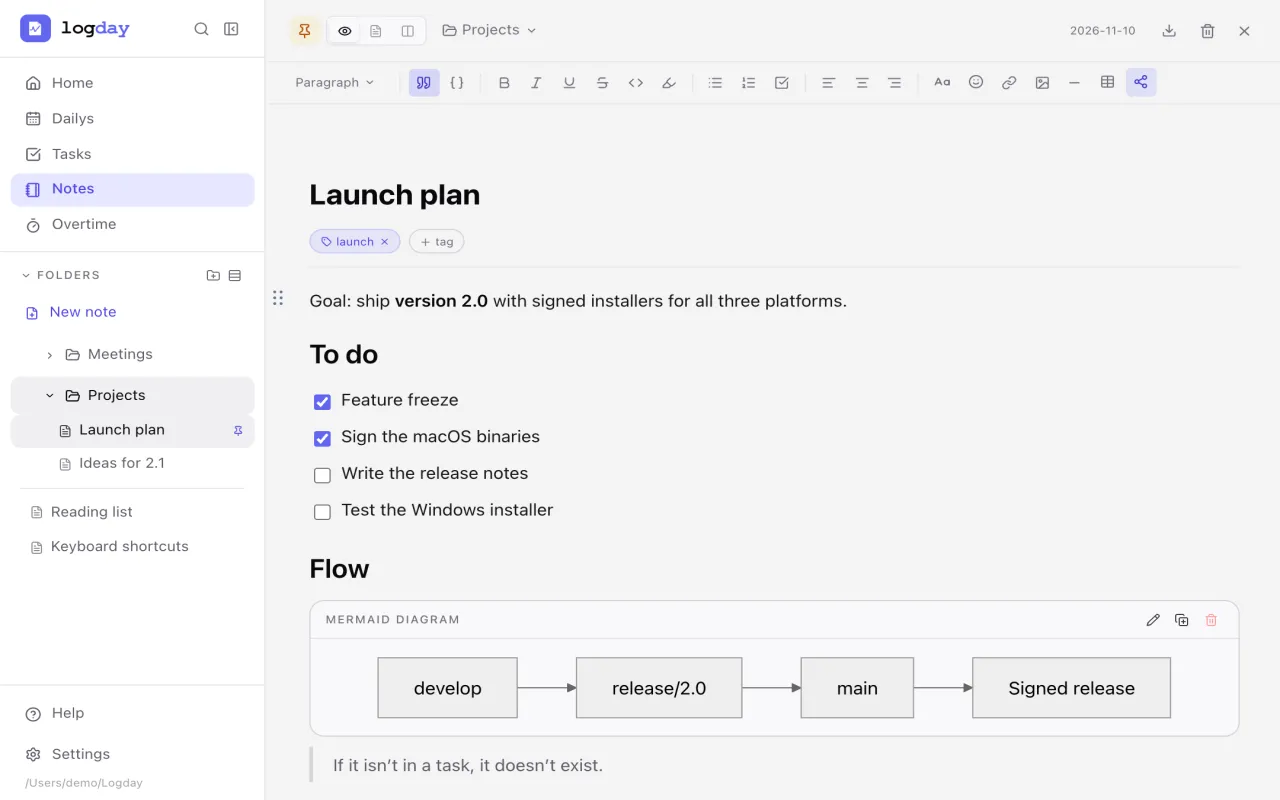 logday
Home
Dailys
Tasks
Notes
Overtime
FOLDERS
New note
Meetings
Projects
Launch plan
Ideas for 2.1
Reading list
Keyboard shortcuts
Help
Settings
/Users/demo/Logday
Projects
2026-11-10
Paragraph
Aa
Launch plan
launch ×
+ tag
Goal: ship version 2.0 with signed installers for all three platforms.
To do
Feature freeze
Sign the macOS binaries
Write the release notes
Test the Windows installer
Flow
MERMAID DIAGRAM
develop
release/2.0
main
Signed release
If it isn’t in a task, it doesn’t exist.